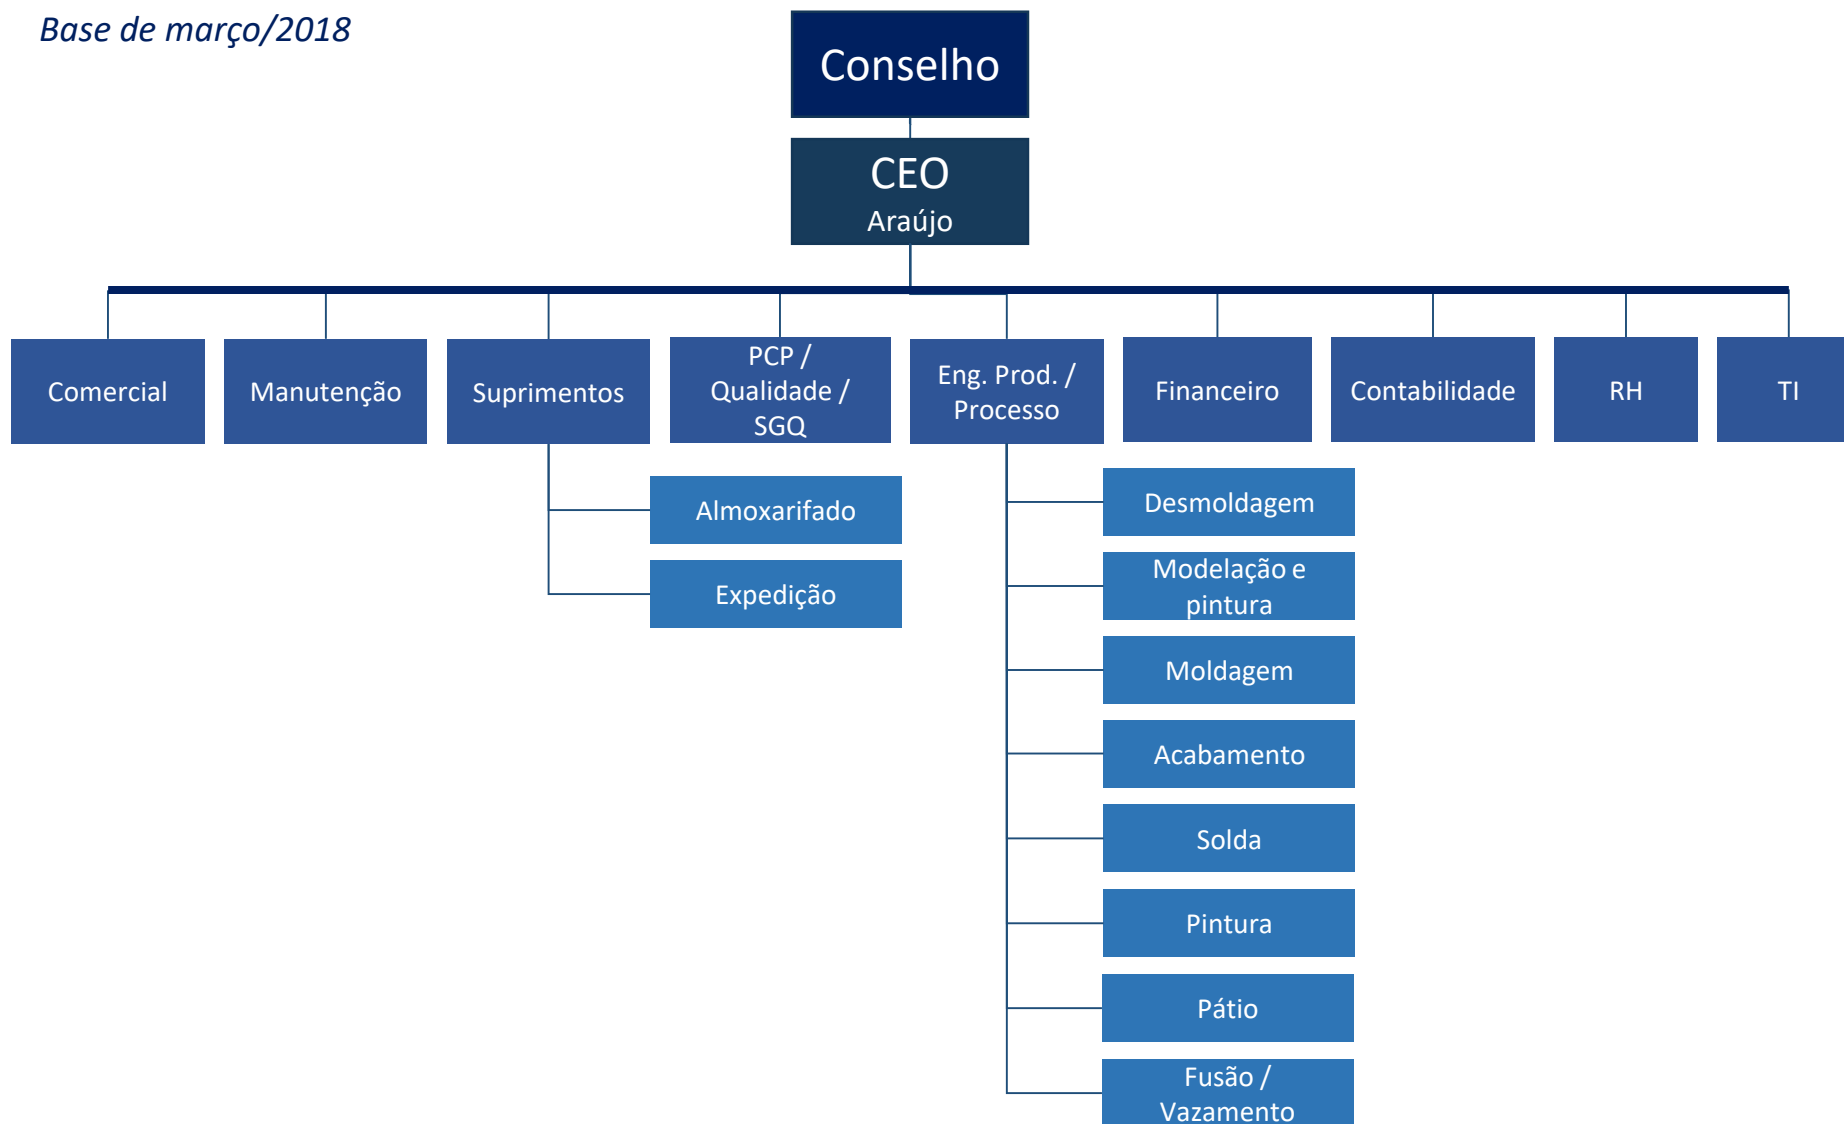 Base de março/2018
Conselho
CEO
Araújo
Comercial
Manutenção
Suprimentos
PCP /
Qualidade /
SGQ
Eng. Prod. /
Processo
Financeiro
Contabilidade
RH
TI
Almoxarifado
Expedição
Desmoldagem
Modelação e
pintura
Moldagem
Acabamento
Solda
Pintura
Pátio
Fusão /
Vazamento